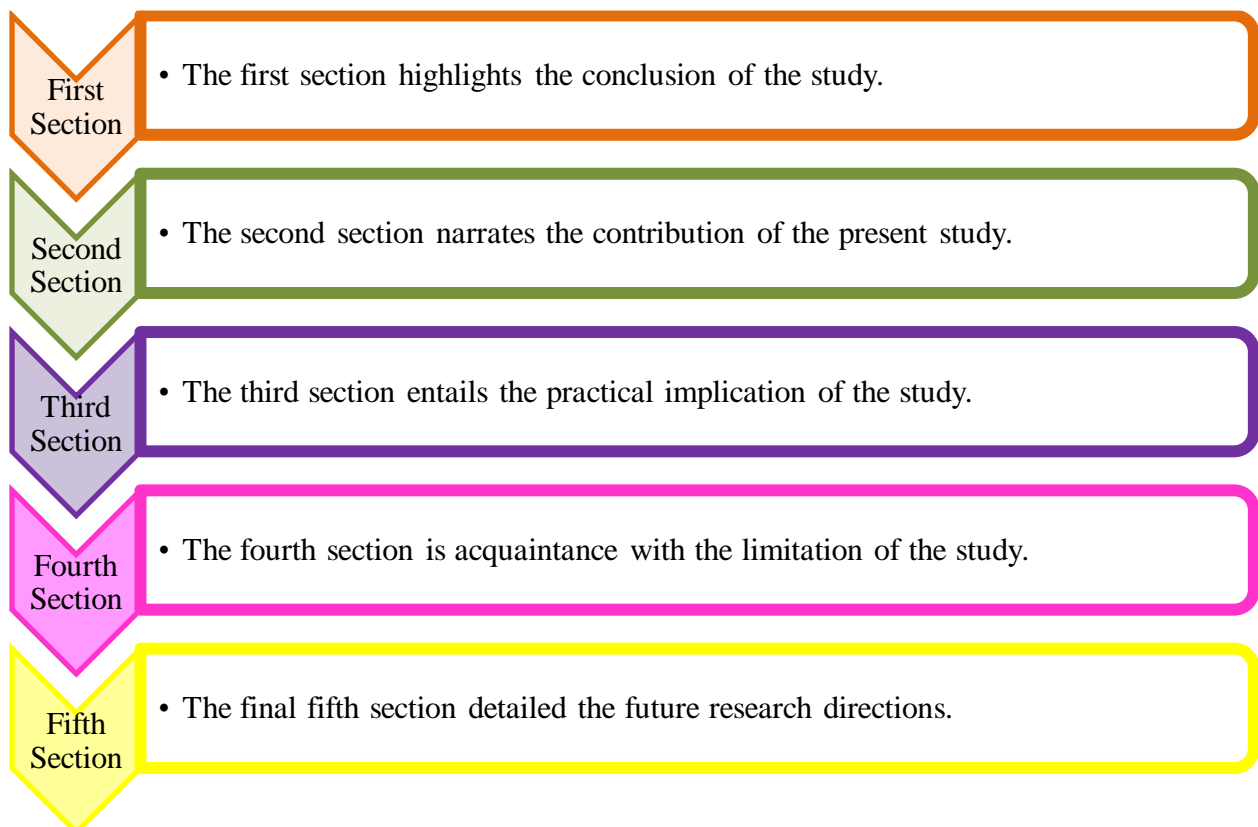 First
Section
• The first section highlights the conclusion of the study.
Second
Section
• The second section narrates the contribution of the present study.
Third
Section
• The third section entails the practical implication of the study.
Fourth
Section
• The fourth section is acquaintance with the limitation of the study.
Fifth
Section
• The final fifth section detailed the future research directions.